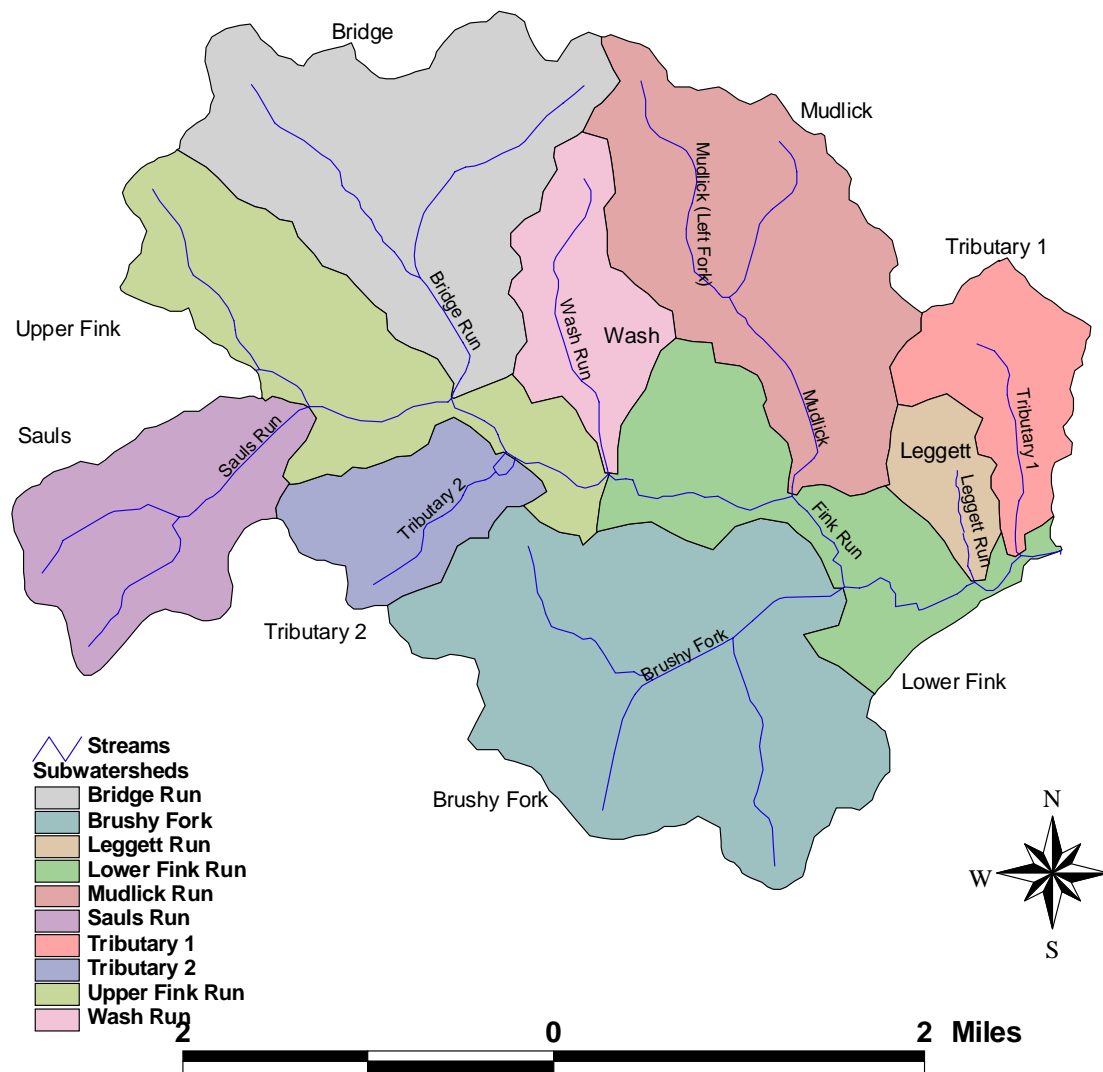 Bridge
Mudlick
Mudlick (Left Fork)
Tributary 1
Bridge Run
Upper Fink
Wash Run
Wash
Sauls
Sauls Run
Mudlick
Tributary 1
Leggett
Leggett Run
Tributary 2
Fink Run
Tributary 2
Brushy Fork
Lower Fink
Brushy Fork
Streams
Subwatersheds
Bridge Run
Brushy Fork
Leggett Run
Lower Fink Run
Mudlick Run
Sauls Run
Tributary 1
Tributary 2
Upper Fink Run
Wash Run
N
W
S
2 0 2 Miles